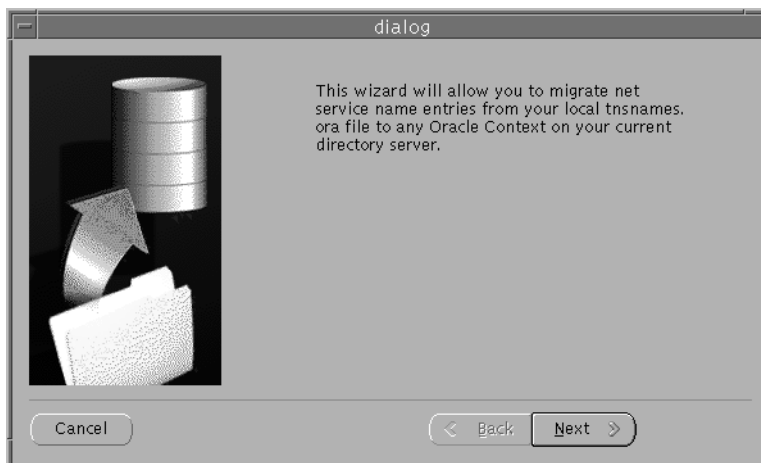 dialog
This wizard will allow you to migrate net
service name entries from your local tnsnames.
ora file to any Oracle Context on your current
directory server.
Cancel
Back
Next